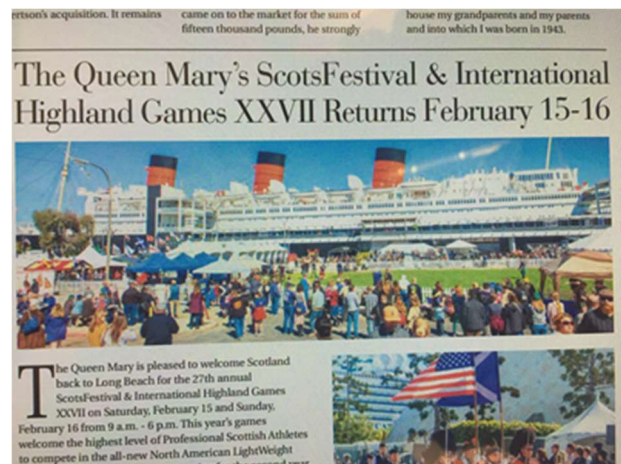 ertson's acquisition. It remains
came on to the market for the sum of
fifteen thousand pounds, he strongly
house my grandparents and my parents
and into which I was born in 1943.
The Queen Mary's ScotsFestival & International
Highland Games XXVII Returns February 15-16
The Queen Mary is pleased to welcome Scotland
back to Long Beach for the 27th annual
ScotsFestival & International Highland Games
XXVII on Saturday, February 15 and Sunday,
February 16 from 9 a.m. - 6 p.m. This year's games
welcome the highest level of Professional Scottish Athletes
to compete in the all-new North American LightWeight